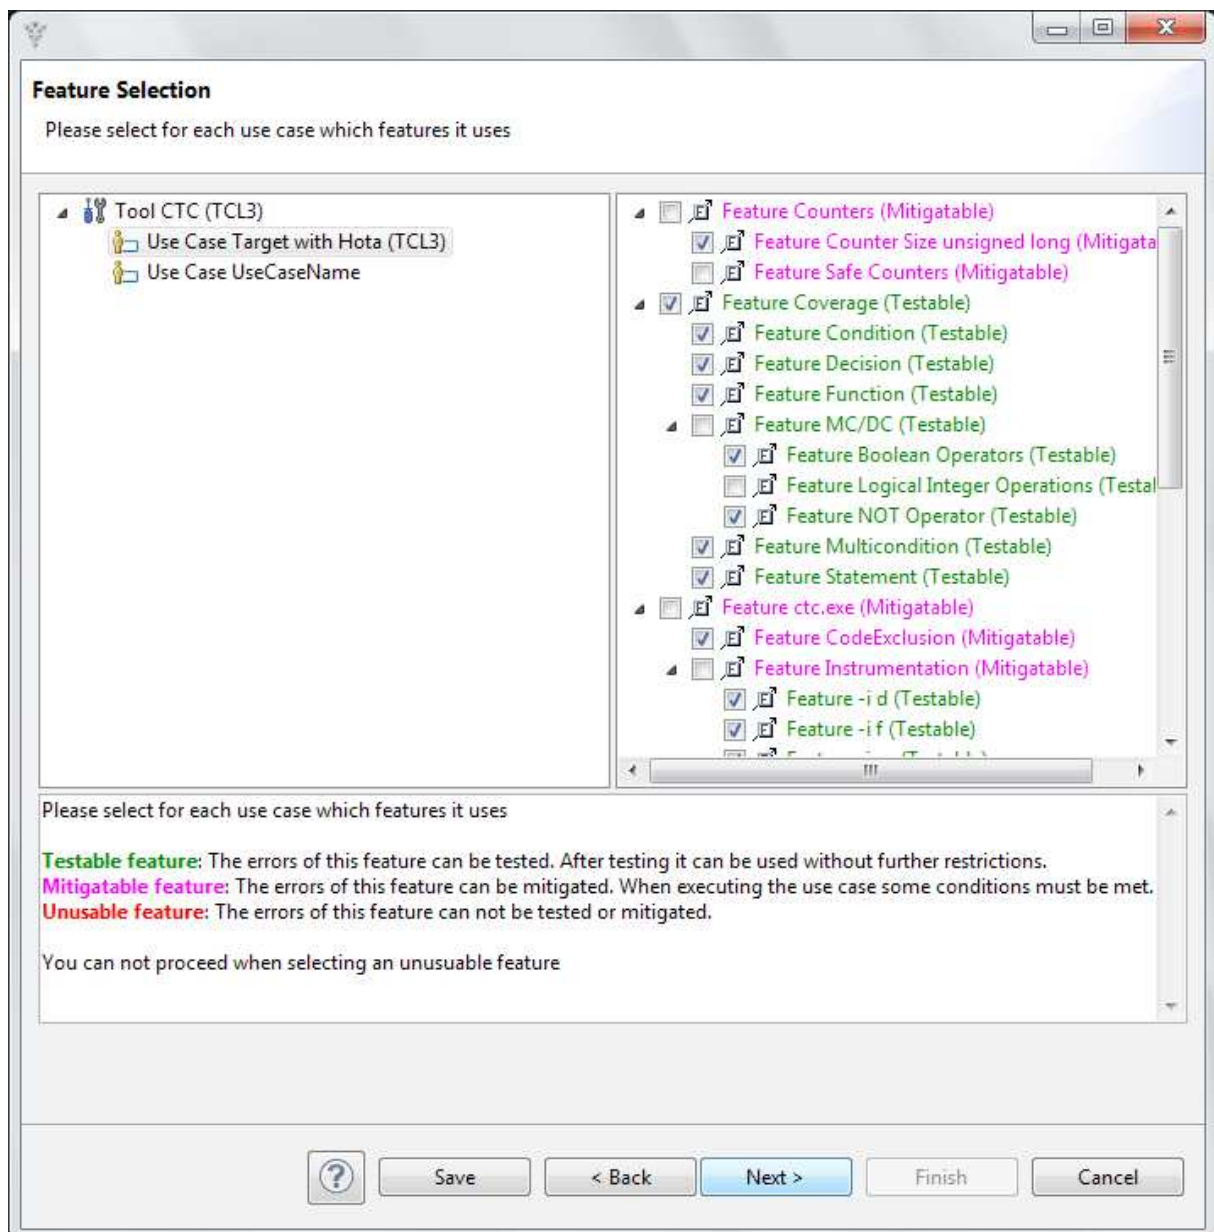 Feature Selection
Please select for each use case which features it uses
Tool CTC (TCL3)
Use Case Target with Hota (TCL3)
Use Case UseCaseName
Feature Counters (Mitigatable)
Feature Counter Size unsigned long (Mitigata
Feature Safe Counters (Mitigatable)
Feature Coverage (Testable)
Feature Condition (Testable)
Feature Decision (Testable)
Feature Function (Testable)
Feature MC/DC (Testable)
Feature Boolean Operators (Testable)
Feature Logical Integer Operations (Testal
Feature NOT Operator (Testable)
Feature Multicondition (Testable)
Feature Statement (Testable)
Feature ctc.exe (Mitigatable)
Feature CodeExclusion (Mitigatable)
Feature Instrumentation (Mitigatable)
Feature -i d (Testable)
Feature -i f (Testable)
Please select for each use case which features it uses
Testable feature: The errors of this feature can be tested. After testing it can be used without further restrictions.
Mitigatable feature: The errors of this feature can be mitigated. When executing the use case some conditions must be met.
Unusable feature: The errors of this feature can not be tested or mitigated.
You can not proceed when selecting an unusuable feature
? Save < Back Next > Finish Cancel